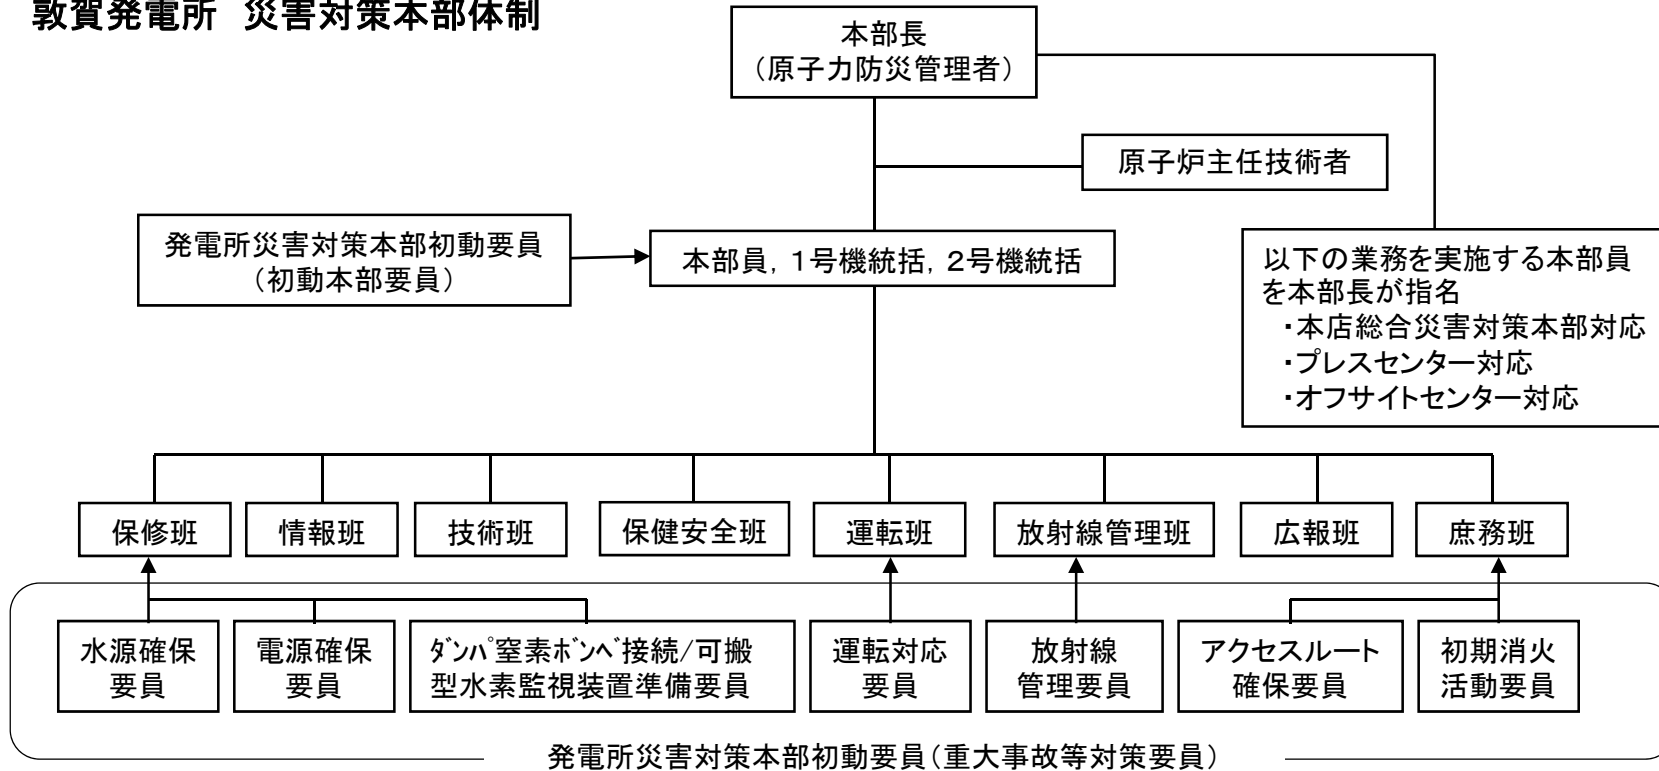 敦賀発電所 災害対策本部体制
本部長
(原子力防災管理者)
原子炉主任技術者
発電所災害対策本部初動要員
(初動本部要員)
本部員,1号機統括,2号機統括
以下の業務を実施する本部員
を本部長が指名
・本店総合災害対策本部対応
・プレスセンター対応
・オフサイトセンター対応
保修班
情報班
技術班
保健安全班
運転班
放射線管理班
広報班
庶務班
水源確保
要員
電源確保
要員
ダンパ窒素ボンベ接続/可搬
型水素監視装置準備要員
運転対応
要員
放射線
管理要員
アクセスルート
確保要員
初期消火
活動要員
発電所災害対策本部初動要員(重大事故等対策要員)